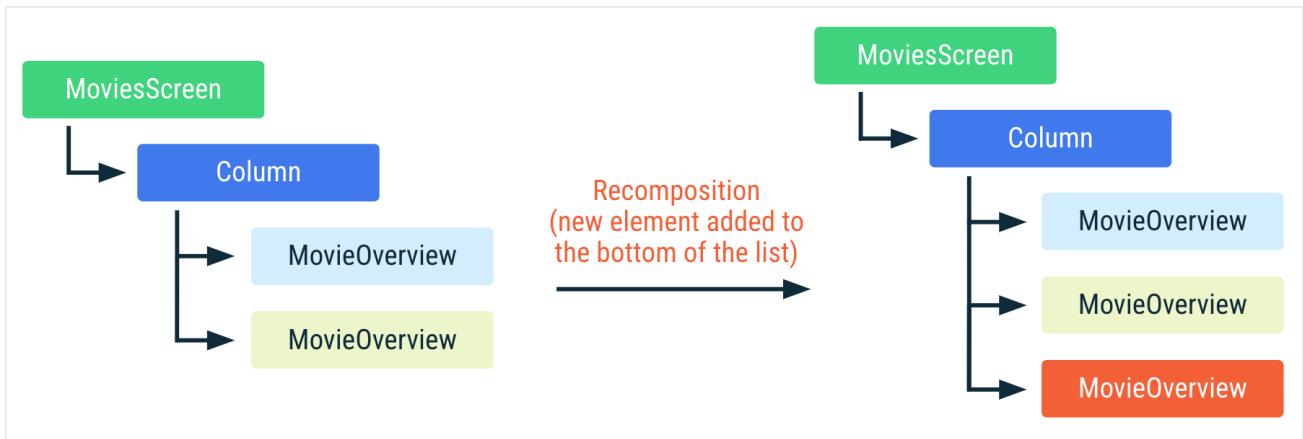 MoviesScreen
Column
MovieOverview
MovieOverview
Recomposition
(new element added to
the bottom of the list)
MoviesScreen
Column
MovieOverview
MovieOverview
MovieOverview